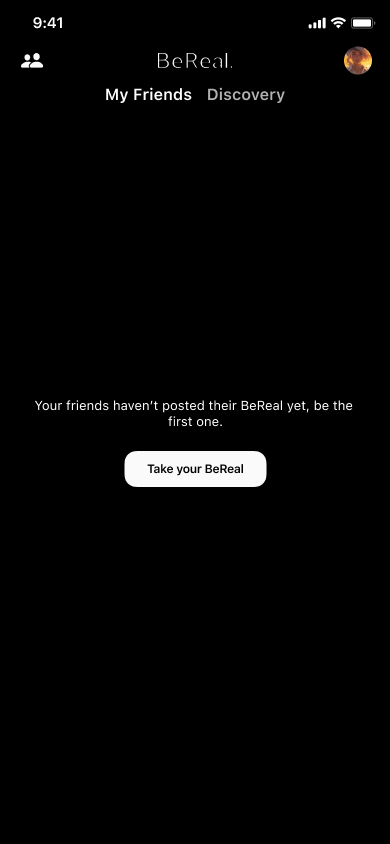 9:41
BeReal.
My Friends Discovery
Your friends haven't posted their BeReal yet, be the
first one.
Take your BeReal